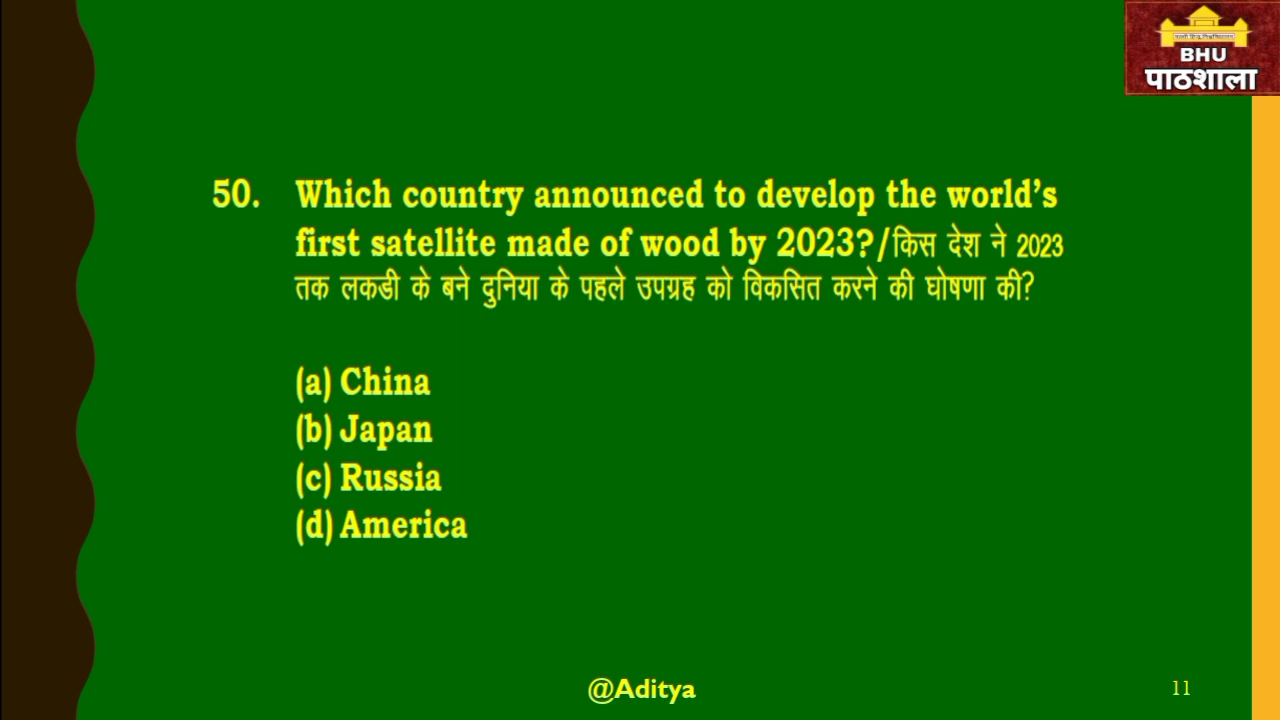 BHU
पाठशाला
50. Which country announced to develop the world's
first satellite made of wood by 2023?/किस देश ने 2023
तक लकडी के बने दुनिया के पहले उपग्रह को विकसित करने की घोषणा की?
(a) China
(b) Japan
(c) Russia
(d) America
@Aditya
11